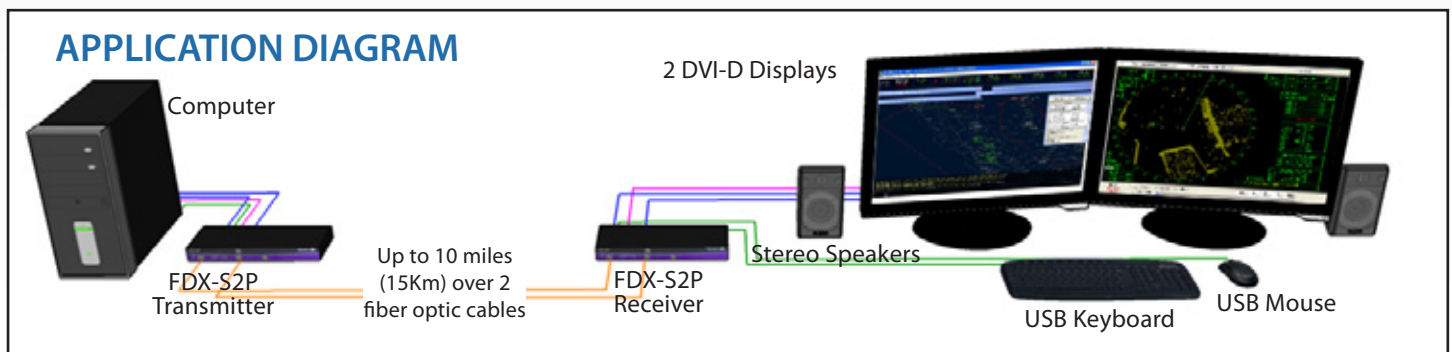 APPLICATION DIAGRAM
Computer
2 DVI-D Displays
FDX-S2P
Transmitter
Up to 10 miles
(15Km) over 2
fiber optic cables
FDX-S2P
Receiver
Stereo Speakers
USB Keyboard
USB Mouse